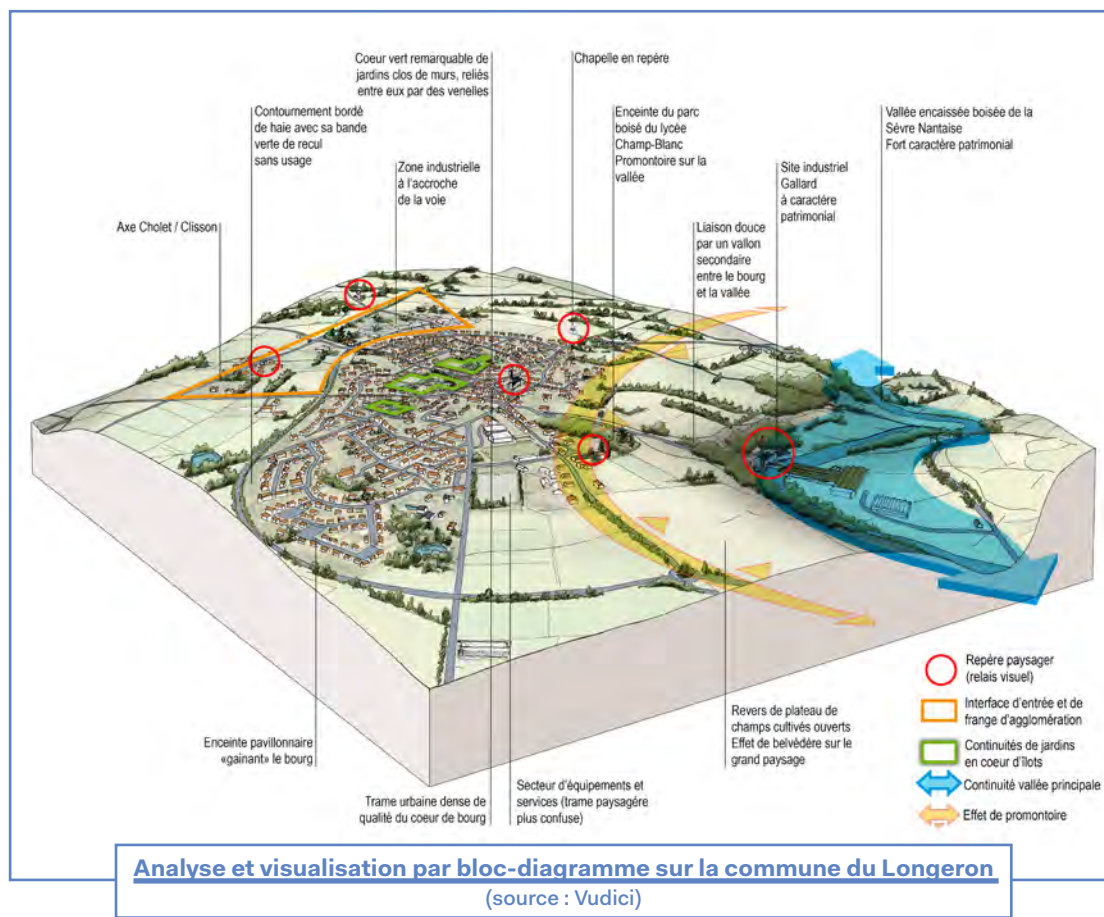 Coeur vert remarquable de
jardins clos de murs, reliés
entre eux par des venelles
Chapelle en repère
Contournement bordé
de haie avec sa bande
verte de recul
sans usage
Enceinte du parc
boisé du lycée
Champ-Blanc
Promontoire sur la
vallée
Vallée encaissée boisée de la
Sèvre Nantaise
Fort caractère patrimonial
Zone industrielle
à l'accroche
de la voie
Site industriel
Gallard
à caractère
patrimonial
Axe Cholet / Clisson
Liaison douce
par un vallon
secondaire
entre le bourg
et la vallée
Repère paysager
(relais visuel)
Interface d'entrée et de
frange d'agglomération
Continuités de jardins
en coeur d'îlots
Continuité vallée principale
Effet de promontoire
Enceinte pavillonnaire
«gainant» le bourg
Revers de plateau de
champs cultivés ouverts
Effet de belvédère sur le
grand paysage
Trame urbaine dense de
qualité du coeur de bourg
Secteur d'équipements et
services (trame paysagère
plus confuse)
Analyse et visualisation par bloc-diagramme sur la commune du Longeron
(source : Vudici)